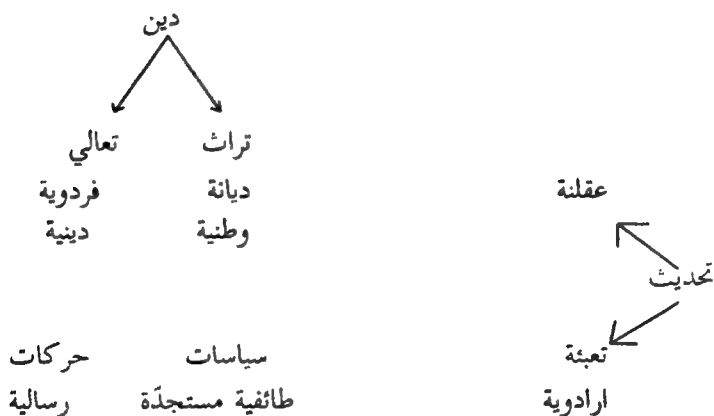 دين
تراث تعالي
عقلنة ديانة فردوية
وطنية دينية
تحديث
تعبئة سياسات حركات
ارادوية طائفية مستجدّة رسالية